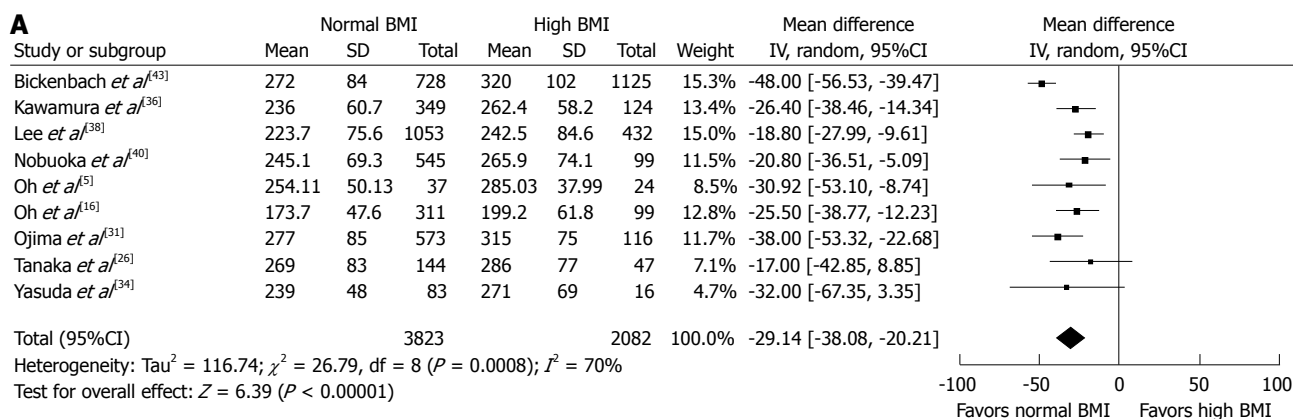 A
Normal BMI High BMI Mean difference Mean difference
Study or subgroup Mean SD Total Mean SD Total Weight IV, random, 95%CI IV, random, 95%CI
Bickenbach et al[43] 272 84 728 320 102 1125 15.3% -48.00 [-56.53, -39.47]
Kawamura et al[36] 236 60.7 349 262.4 58.2 124 13.4% -26.40 [-38.46, -14.34]
Lee et al[38] 223.7 75.6 1053 242.5 84.6 432 15.0% -18.80 [-27.99, -9.61]
Nobuoka et al[40] 245.1 69.3 545 265.9 74.1 99 11.5% -20.80 [-36.51, -5.09]
Oh et al[5] 254.11 50.13 37 285.03 37.99 24 8.5% -30.92 [-53.10, -8.74]
Oh et al[16] 173.7 47.6 311 199.2 61.8 99 12.8% -25.50 [-38.77, -12.23]
Ojima et al[31] 277 85 573 315 75 116 11.7% -38.00 [-53.32, -22.68]
Tanaka et al[26] 269 83 144 286 77 47 7.1% -17.00 [-42.85, 8.85]
Yasuda et al[34] 239 48 83 271 69 16 4.7% -32.00 [-67.35, 3.35]
Total (95%CI) 3823 2082 100.0% -29.14 [-38.08, -20.21]
Heterogeneity: Tau² = 116.74; χ² = 26.79, df = 8 (P = 0.0008); I² = 70%
Test for overall effect: Z = 6.39 (P < 0.00001)
-100 -50 0 50 100
Favors normal BMI Favors high BMI